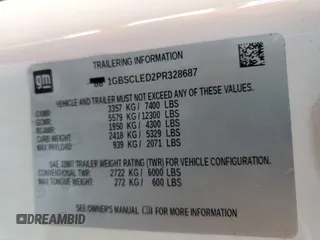 gm
TRAILERING INFORMATION
1GBSCLED2PR328687
VEHICLE AND TRAILER MUST NOT EXCEED ANY OF THESE WEIGHTS:
GVWR: 3357 KG/ 7400 LBS
GCWR: 5579 KG/ 12300 LBS
RGAWR: 1950 KG/ 4300 LBS
CURB WEIGHT: 2418 KG/ 5329 LBS
MAX PAYLOAD: 939 KG/ 2071 LBS
SAE J2807 TRAILER WEIGHT RATING (TWR) FOR VEHICLE CONFIGURATION.
CONVENTIONAL TWR: 2722 KG/ 6000 LBS
MAX TONGUE WEIGHT: 272 KG/ 600 LBS
SEE OWNER'S MANUAL FOR MORE INFORMATION
DREAMBID